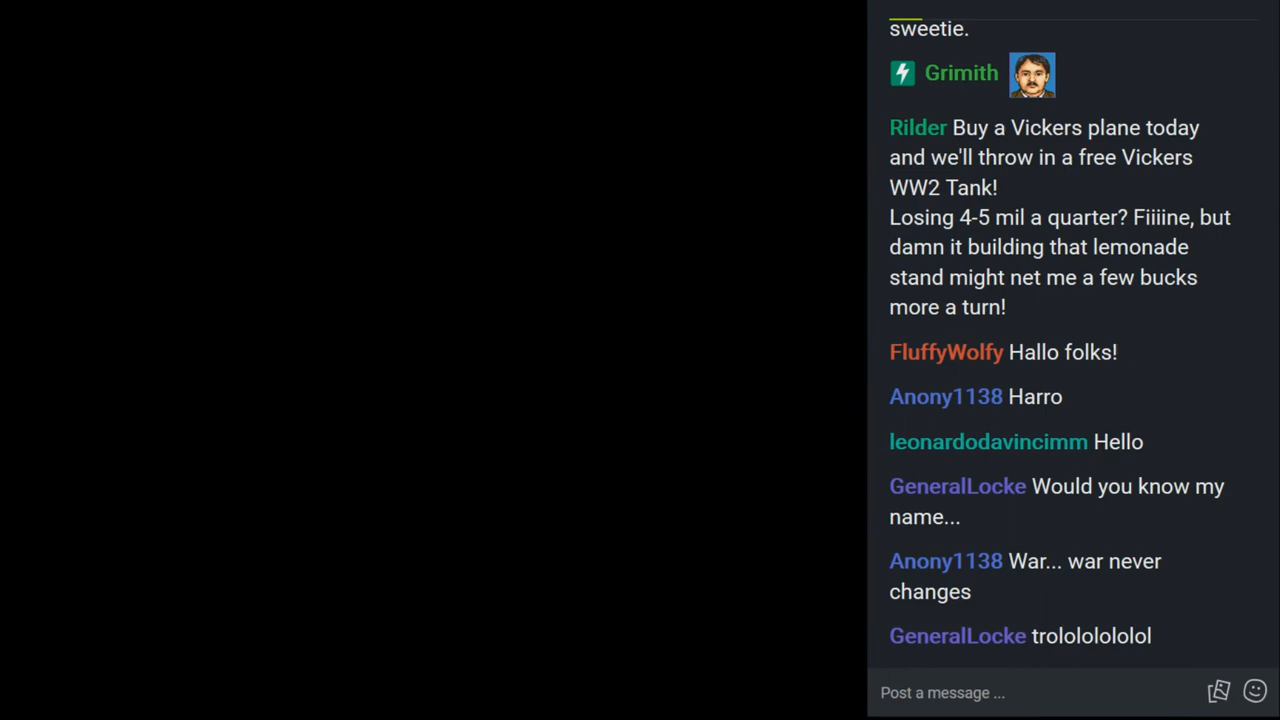 sweetie.
Grimith
Rilder Buy a Vickers plane today
and we'll throw in a free Vickers
WW2 Tank!
Losing 4-5 mil a quarter? Fiiiine, but
damn it building that lemonade
stand might net me a few bucks
more a turn!
FluffyWolfy Hallo folks!
Anony1138 Harro
leonardodavincimm Hello
GeneralLocke Would you know my
name...
Anony1138 War... war never
changes
GeneralLocke trolololololol
Post a message ...